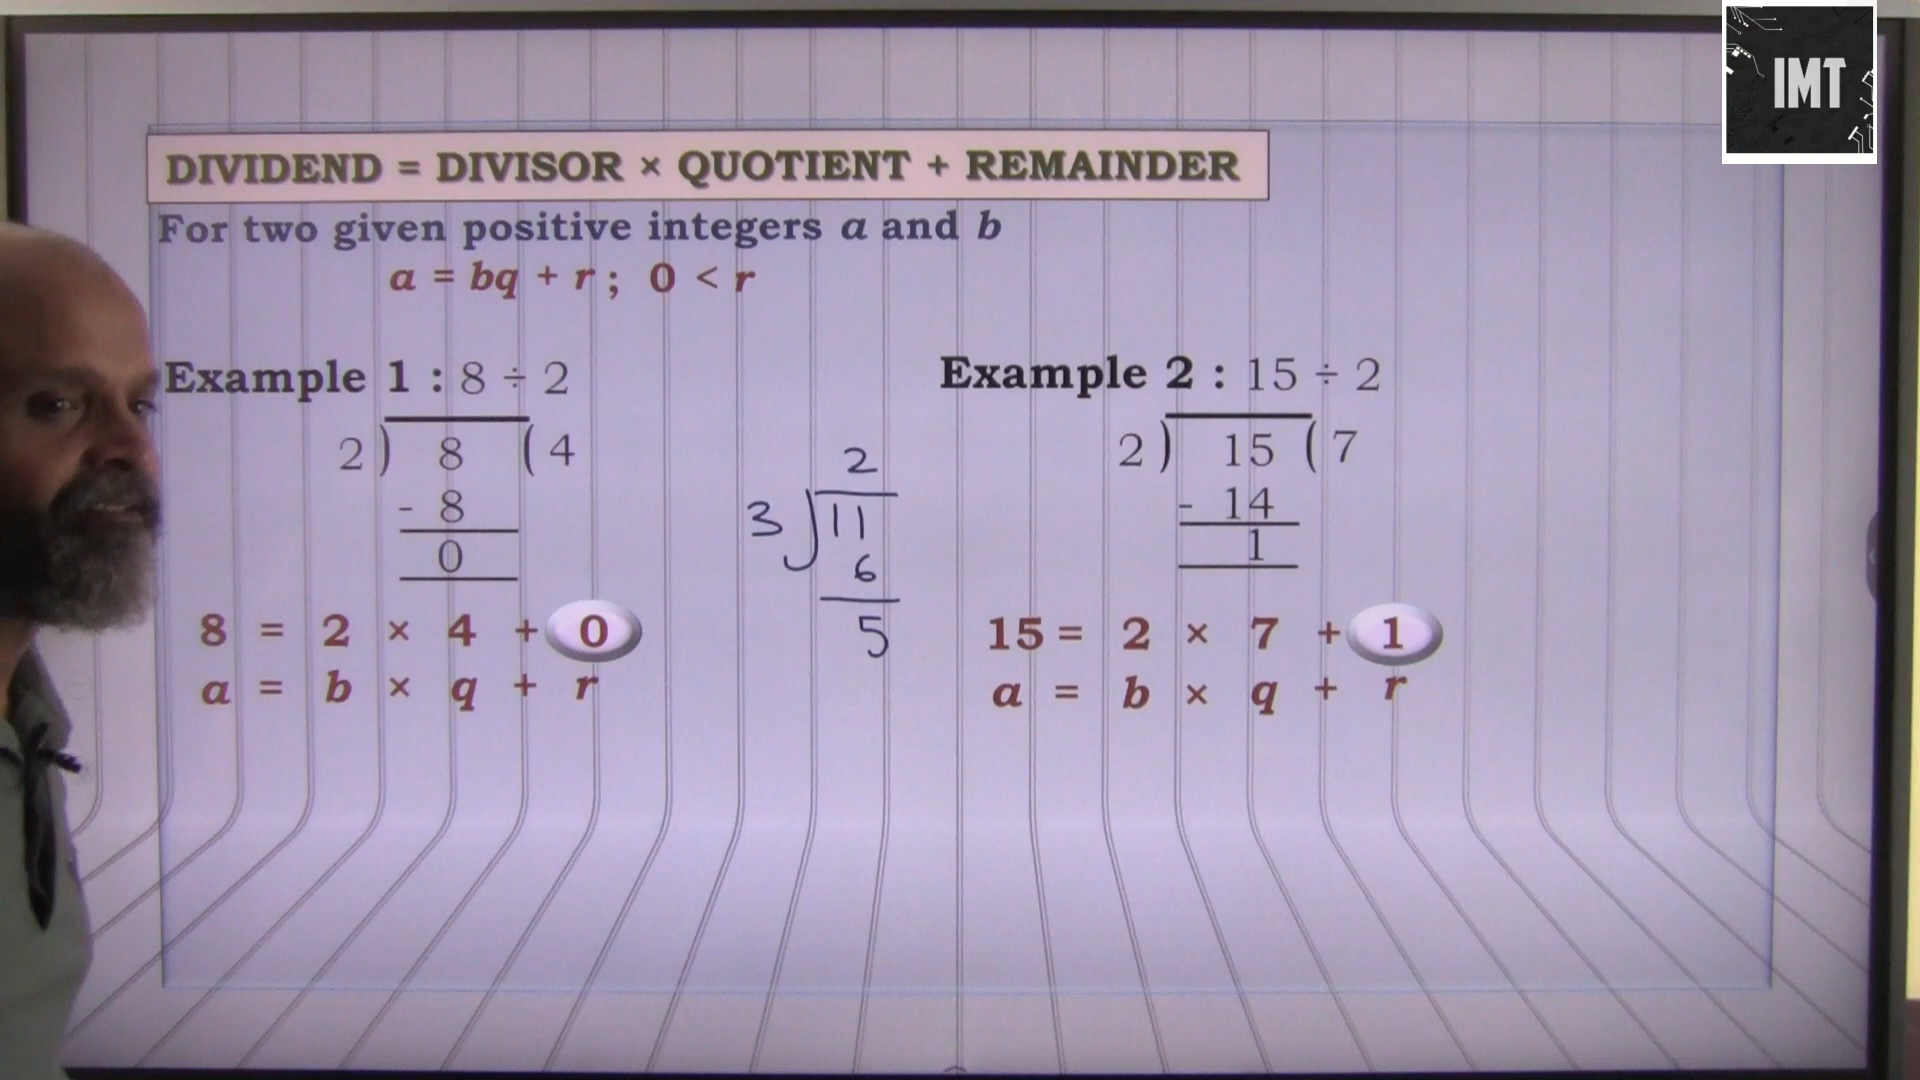 IMT
DIVIDEND = DIVISOR × QUOTIENT + REMAINDER
For two given positive integers a and b
a = bq + r ; 0 < r
Example 1 : 8 ÷ 2
2 ) 8 ( 4
- 8
0
8 = 2 × 4 + 0
a = b × q + r
2
3 ) 11
6
5
Example 2 : 15 ÷ 2
2 ) 15 ( 7
- 14
1
15 = 2 × 7 + 1
a = b × q + r